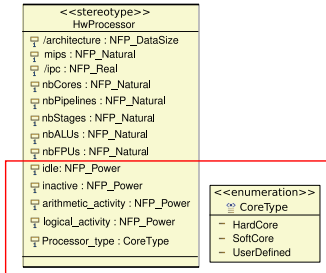 <<stereotype>>
HwProcessor
/architecture : NFP_DataSize
mips : NFP_Natural
/ipc : NFP_Real
nbCores : NFP_Natural
nbPipelines : NFP_Natural
nbStages : NFP_Natural
nbALUs : NFP_Natural
nbFPUs : NFP_Natural
idle: NFP_Power
inactive : NFP_Power
arithmetic_activity : NFP_Power
logical_activity : NFP_Power
Processor_type : CoreType
<<enumeration>>
CoreType
HardCore
SoftCore
UserDefined